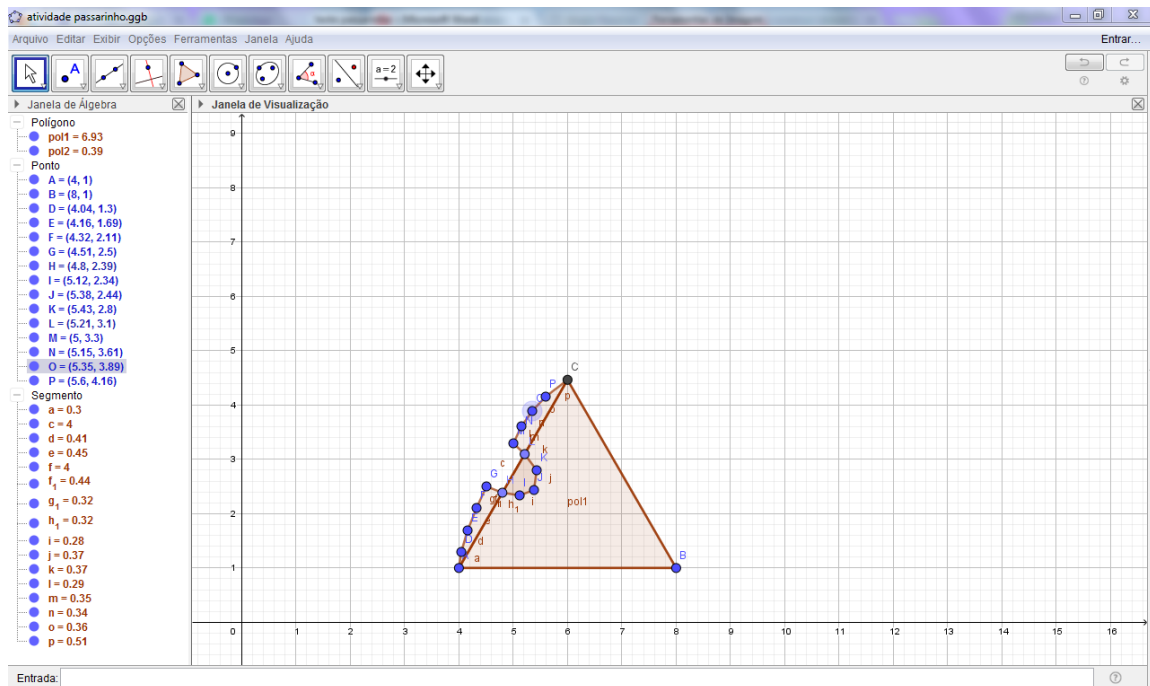 atividade passarinho.ggb
Arquivo Editar Exibir Opções Ferramentas Janela Ajuda
Entrar...
A
α
a=2
Janela de Álgebra
Janela de Visualização
Polígono
pol1 = 6.93
pol2 = 0.39
Ponto
A = (4, 1)
B = (8, 1)
D = (4.04, 1.3)
E = (4.16, 1.69)
F = (4.32, 2.11)
G = (4.51, 2.5)
H = (4.8, 2.39)
I = (5.12, 2.34)
J = (5.38, 2.44)
K = (5.43, 2.8)
L = (5.21, 3.1)
M = (5, 3.3)
N = (5.15, 3.61)
O = (5.35, 3.89)
P = (5.6, 4.16)
Segmento
a = 0.3
c = 4
d = 0.41
e = 0.45
f = 4
f1 = 0.44
g1 = 0.32
h1 = 0.32
i = 0.28
j = 0.37
k = 0.37
l = 0.29
m = 0.35
n = 0.34
o = 0.36
p = 0.51
9
8
7
6
5
4
3
2
1
C
P
p
o
n
m
k
c
K
J
j
G
I
h1
i
pol1
E
D
d
a
B
0 1 2 3 4 5 6 7 8 9 10 11 12 13 14 15 16
Entrada: